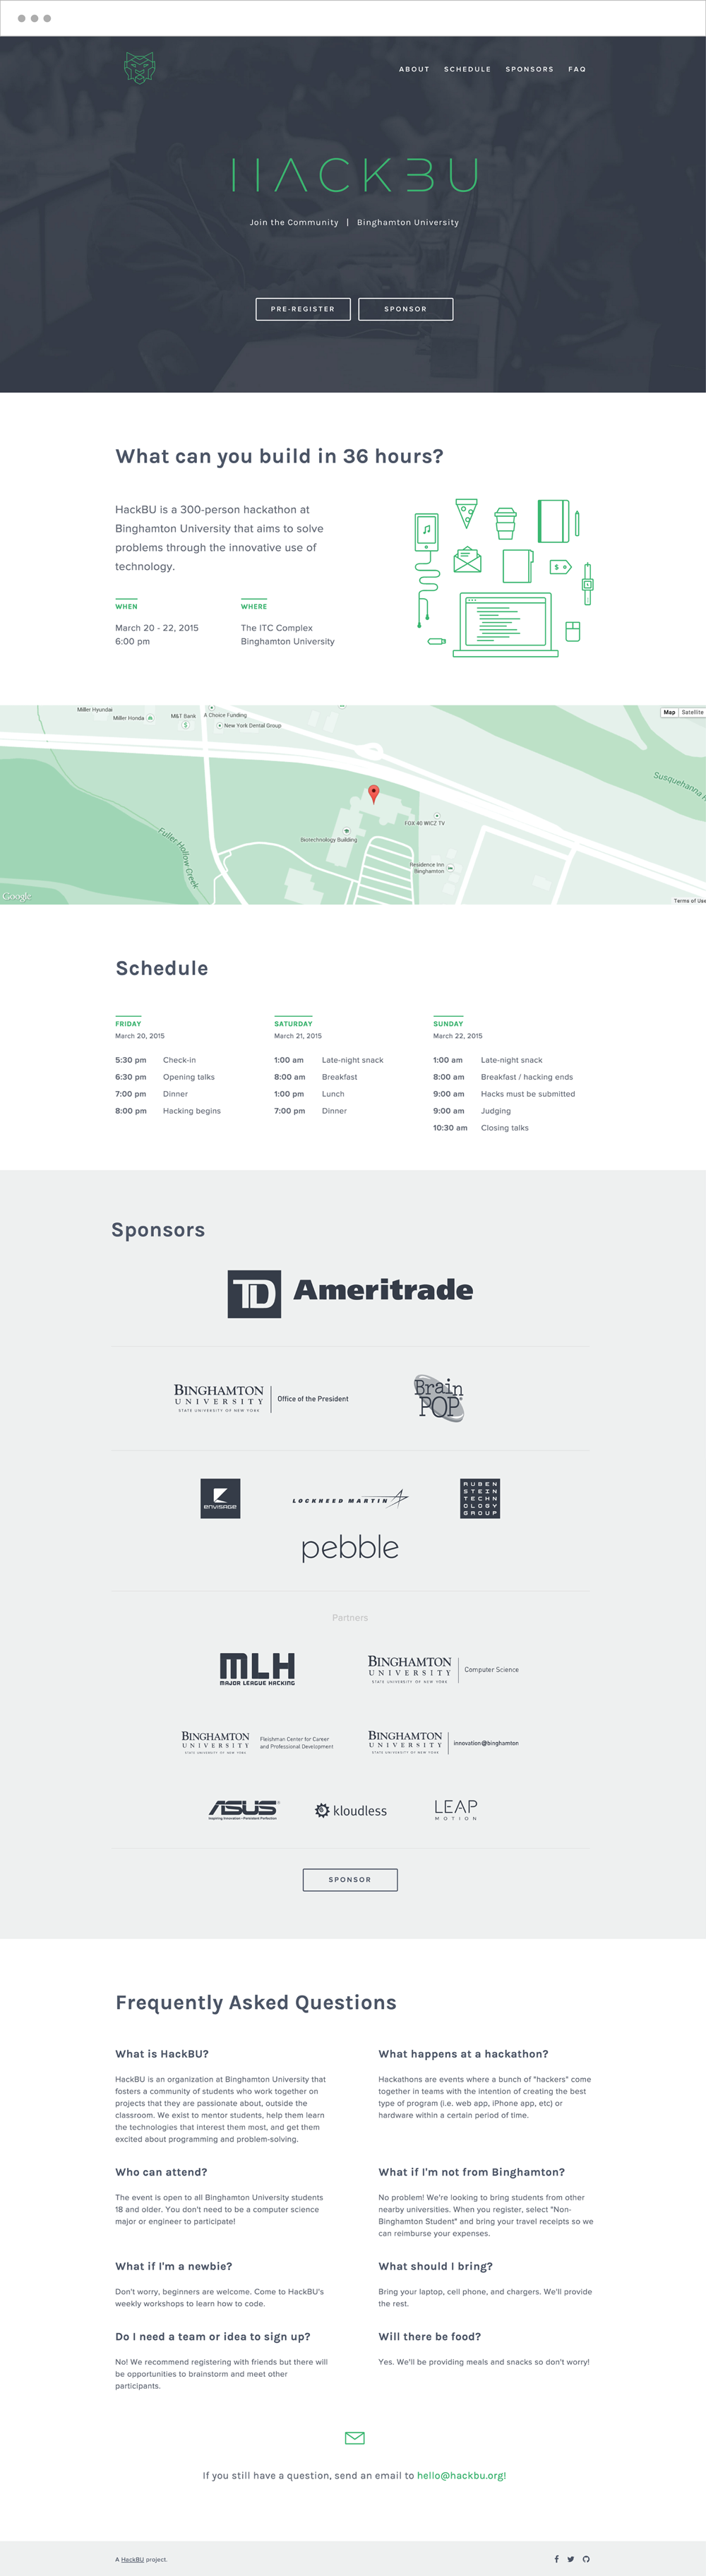 ABOUT SCHEDULE SPONSORS FAQ
HACKBU
Join the Community | Binghamton University
PRE-REGISTER SPONSOR
What can you build in 36 hours?
HackBU is a 300-person hackathon at
Binghamton University that aims to solve
problems through the innovative use of
technology.
WHEN
March 20 - 22, 2015
6:00 pm
WHERE
The ITC Complex
Binghamton University
$
Miller Hyundai
Miller Honda
M&T Bank
$
A Choice Funding
New York Dental Group
Map Satellite
Susquehanna R
FOX 40 WICZ TV
Biotechnology Building
Fuller Hollow Creek
Residence Inn
Binghamton
Google
Terms of Use
Schedule
FRIDAY
March 20, 2015
5:30 pm Check-in
6:30 pm Opening talks
7:00 pm Dinner
8:00 pm Hacking begins
SATURDAY
March 21, 2015
1:00 am Late-night snack
8:00 am Breakfast
1:00 pm Lunch
7:00 pm Dinner
SUNDAY
March 22, 2015
1:00 am Late-night snack
8:00 am Breakfast / hacking ends
9:00 am Hacks must be submitted
9:00 am Judging
10:30 am Closing talks
Sponsors
TD Ameritrade
BINGHAMTON
UNIVERSITY
STATE UNIVERSITY OF NEW YORK
Office of the President
Brain
POP
ENVISAGE
LOCKHEED MARTIN
RUBEN
STEIN
TECHN
OLOGY
GROUP
pebble
Partners
MLH
MAJOR LEAGUE HACKING
BINGHAMTON
UNIVERSITY
STATE UNIVERSITY OF NEW YORK
Computer Science
BINGHAMTON
UNIVERSITY
STATE UNIVERSITY OF NEW YORK
Fleishman Center for Career
and Professional Development
BINGHAMTON
UNIVERSITY
STATE UNIVERSITY OF NEW YORK
innovation@binghamton
ASUS
Inspiring Innovation · Persistent Perfection
kloudless
LEAP
MOTION
SPONSOR
Frequently Asked Questions
What is HackBU?
HackBU is an organization at Binghamton University that
fosters a community of students who work together on
projects that they are passionate about, outside the
classroom. We exist to mentor students, help them learn
the technologies that interest them most, and get them
excited about programming and problem-solving.
What happens at a hackathon?
Hackathons are events where a bunch of "hackers" come
together in teams with the intention of creating the best
type of program (i.e. web app, iPhone app, etc) or
hardware within a certain period of time.
Who can attend?
The event is open to all Binghamton University students
18 and older. You don't need to be a computer science
major or engineer to participate!
What if I'm not from Binghamton?
No problem! We're looking to bring students from other
nearby universities. When you register, select "Non-
Binghamton Student" and bring your travel receipts so we
can reimburse your expenses.
What if I'm a newbie?
Don't worry, beginners are welcome. Come to HackBU's
weekly workshops to learn how to code.
What should I bring?
Bring your laptop, cell phone, and chargers. We'll provide
the rest.
Do I need a team or idea to sign up?
No! We recommend registering with friends but there will
be opportunities to brainstorm and meet other
participants.
Will there be food?
Yes. We'll be providing meals and snacks so don't worry!
If you still have a question, send an email to hello@hackbu.org!
A HackBU project.